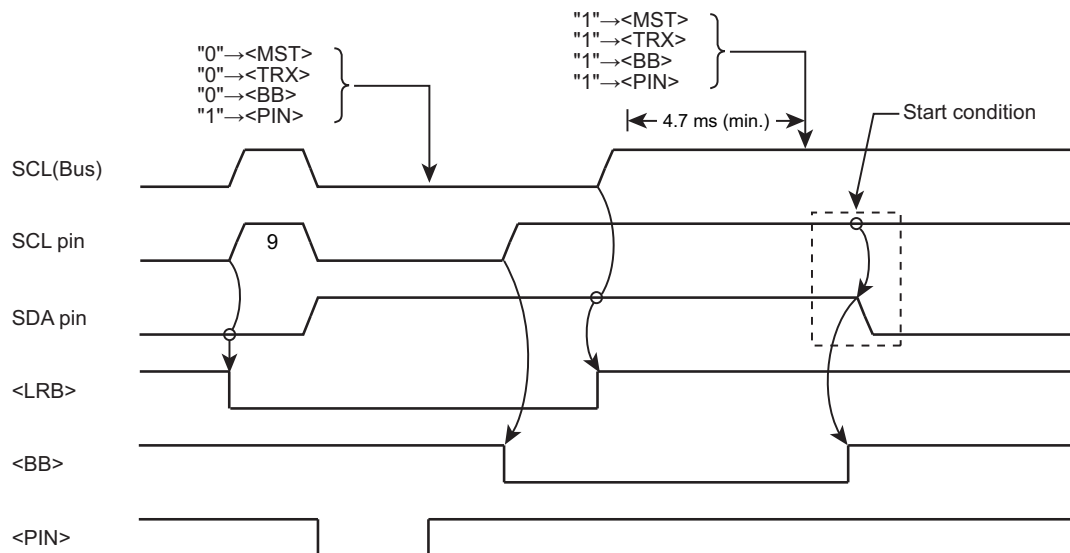 "0"→<MST>
"0"→<TRX>
"0"→<BB>
"1"→<PIN>
"1"→<MST>
"1"→<TRX>
"1"→<BB>
"1"→<PIN>
4.7 ms (min.)
Start condition
SCL(Bus)
SCL pin
9
SDA pin
<LRB>
<BB>
<PIN>